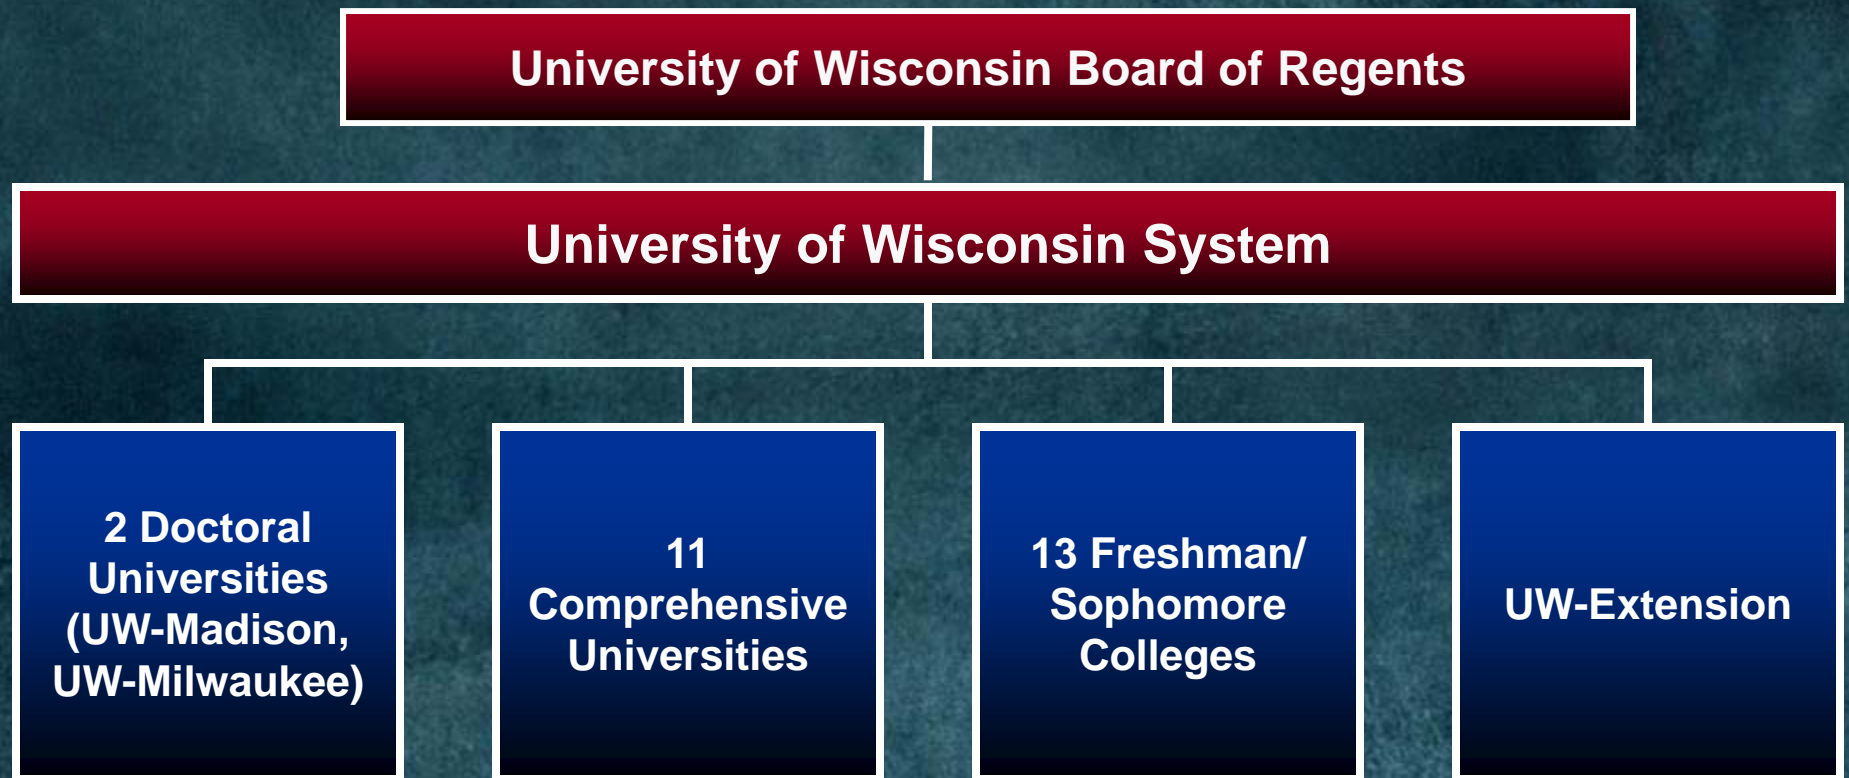 University of Wisconsin Board of Regents
University of Wisconsin System
2 Doctoral
Universities
(UW-Madison,
UW-Milwaukee)
11
Comprehensive
Universities
13 Freshman/
Sophomore
Colleges
UW-Extension